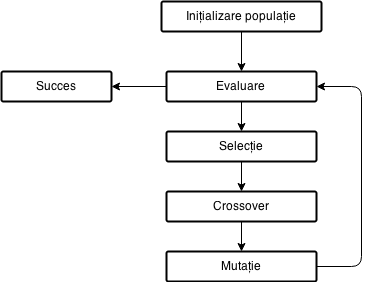 Inițializare populație
Succes
Evaluare
Selecție
Crossover
Mutație